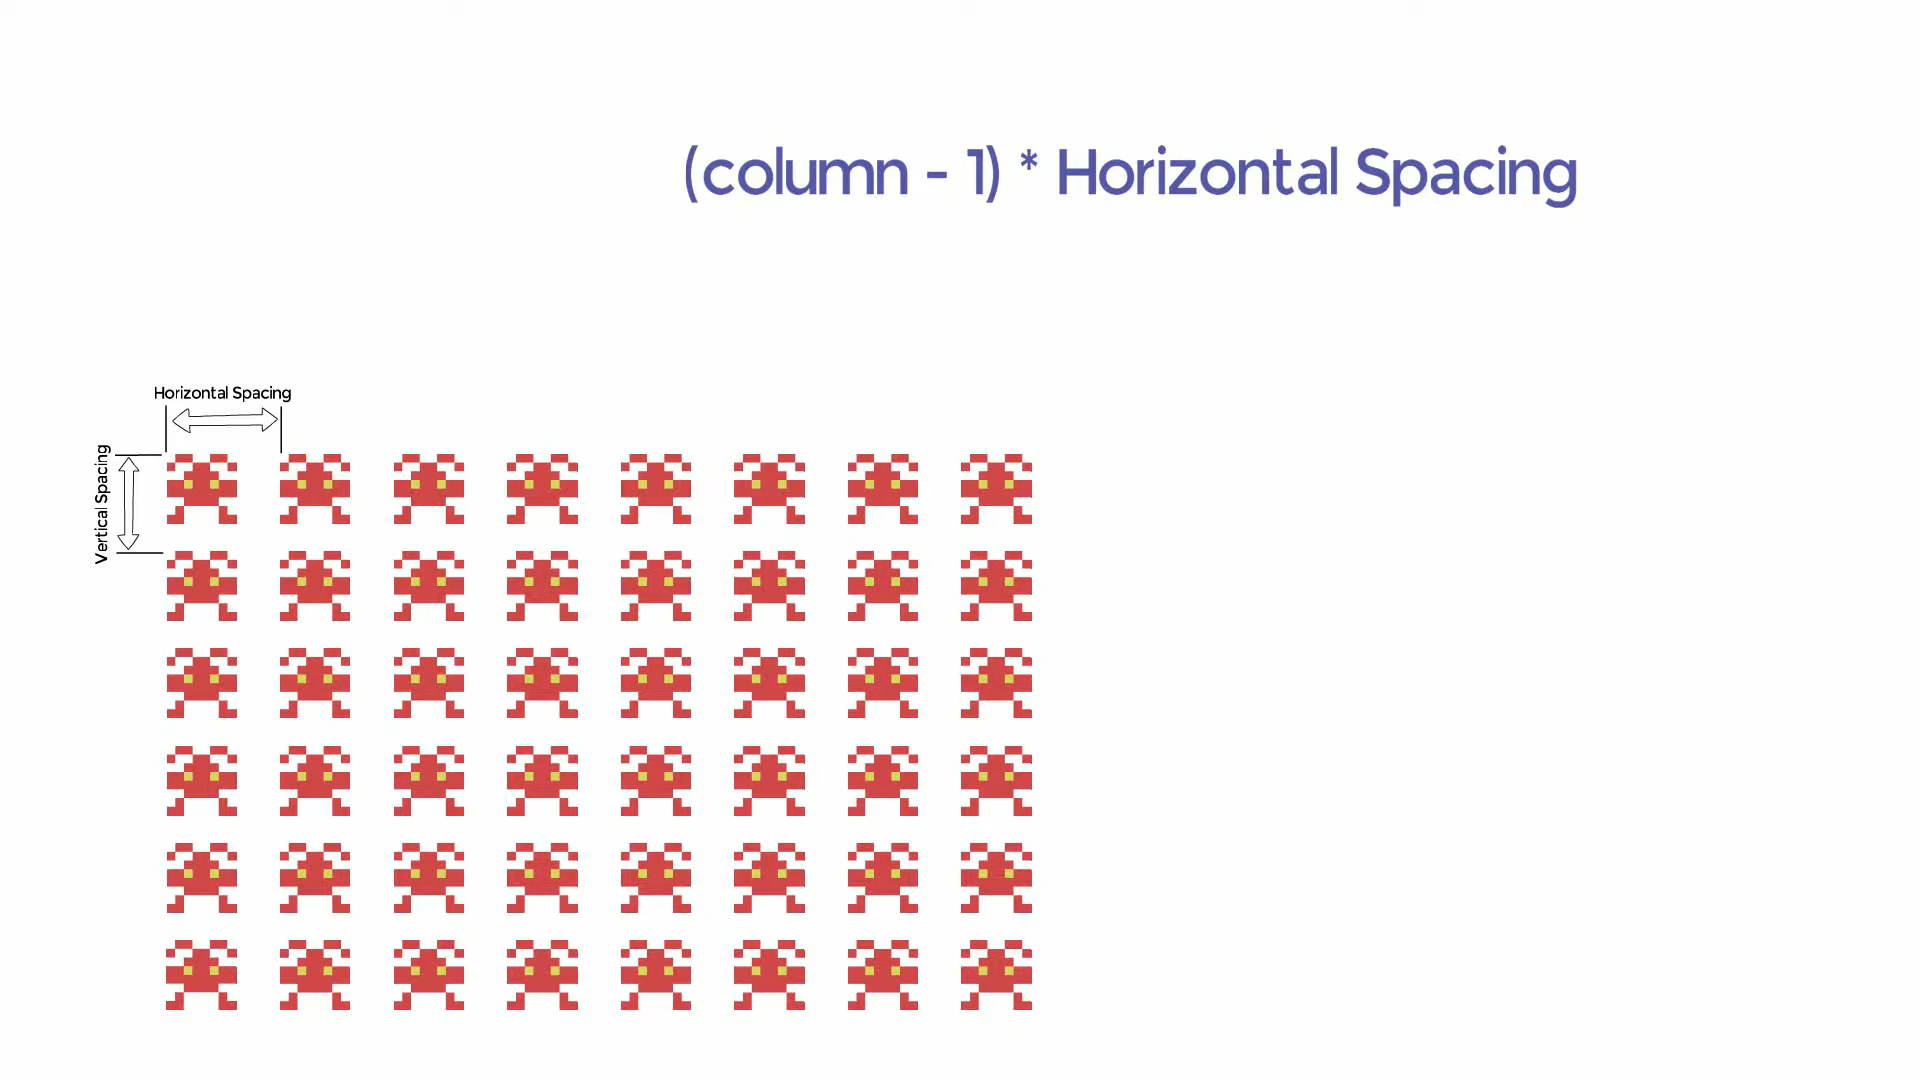 (column - 1) * Horizontal Spacing
Horizontal Spacing
Vertical Spacing